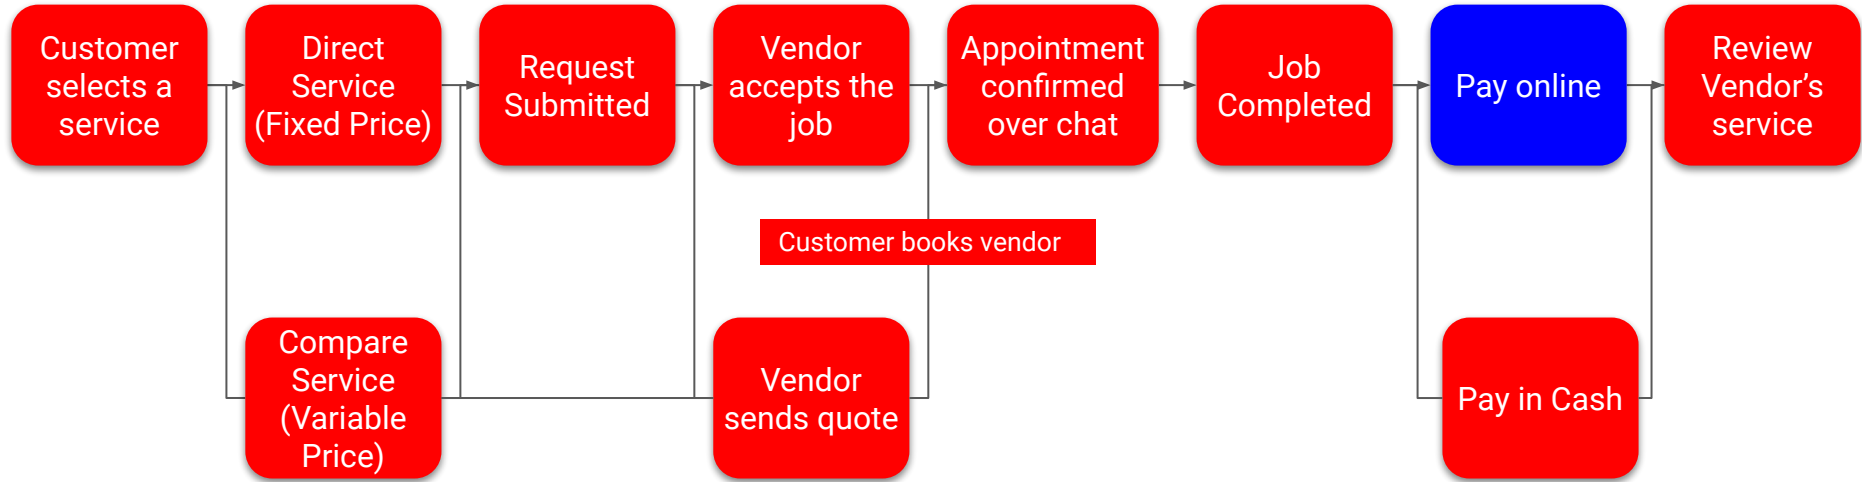 Customer
selects a
service
Direct
Service
(Fixed Price)
Request
Submitted
Vendor
accepts the
job
Appointment
confirmed
over chat
Job
Completed
Pay online
Review
Vendor’s
service
Customer books vendor
Compare
Service
(Variable
Price)
Vendor
sends quote
Pay in Cash